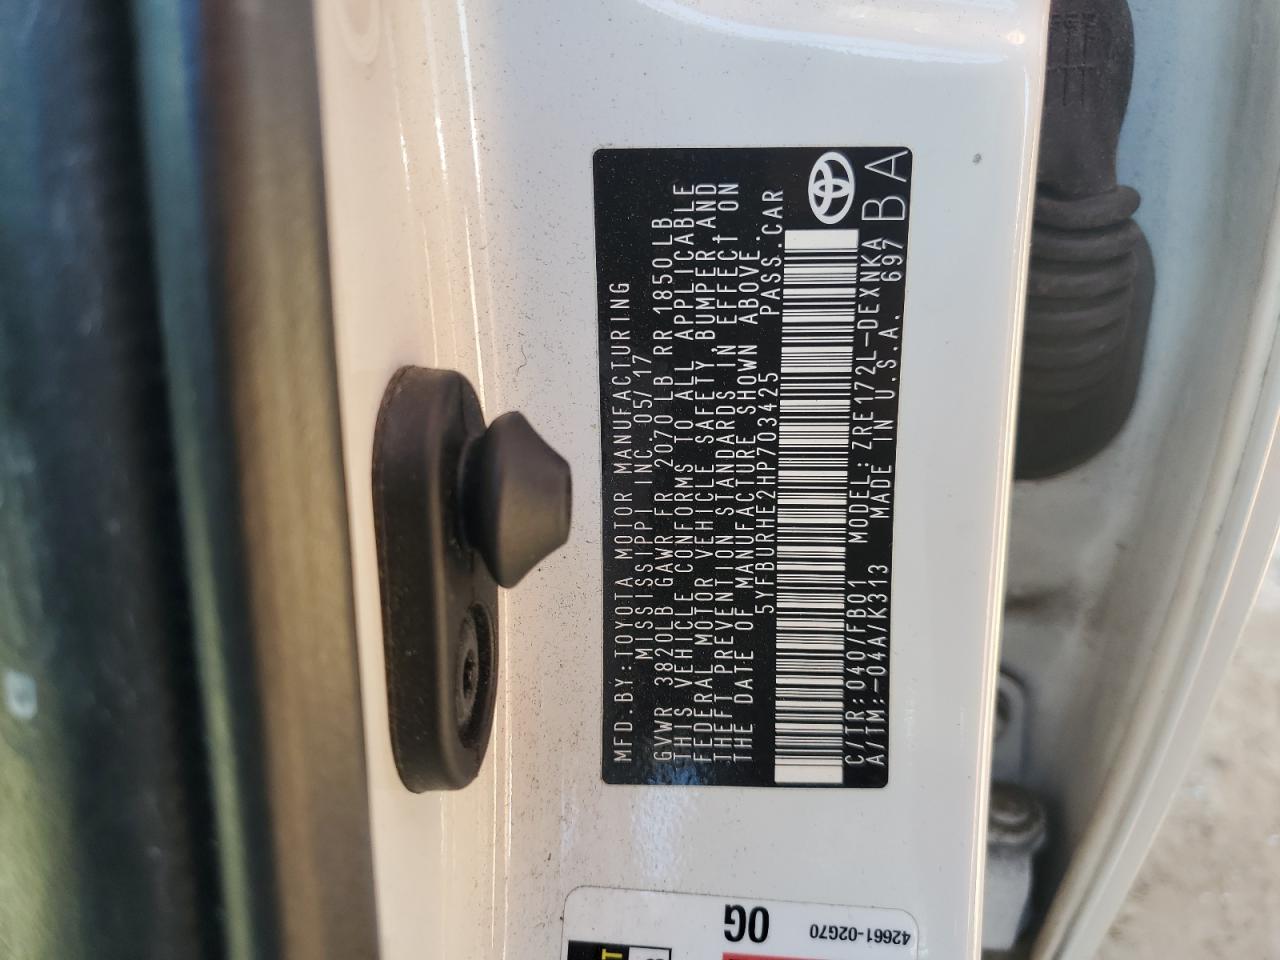 MFD.BY:TOYOTA MOTOR MANUFACTURING
MISSISSIPPI INC.05/17
GVWR 3820LB GAWR FR 2070 LB RR 1850LB
THIS VEHICLE CONFORMS TO ALL APPLICABLE
FEDERAL MOTOR VEHICLE SAFETY, BUMPER, AND
THEFT PREVENTION STANDARDS IN EFFECT ON
THE DATE OF MANUFACTURE SHOWN ABOVE.
5YFBURHE2HP703425 PASS.CAR
C/TR:040/FB01 MODEL:ZRE172L-DEXNKA
A/TM:-04A/K313 MADE IN U.S.A. 697
BA
0G
42661-02G70